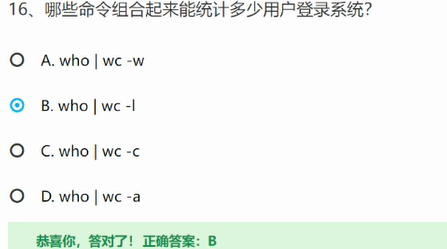 16、哪些命令组合起来能统计多少用户登录系统?
A. who | wc -w
B. who | wc -l
C. who | wc -c
D. who | wc -a
恭喜你，答对了！ 正确答案：B